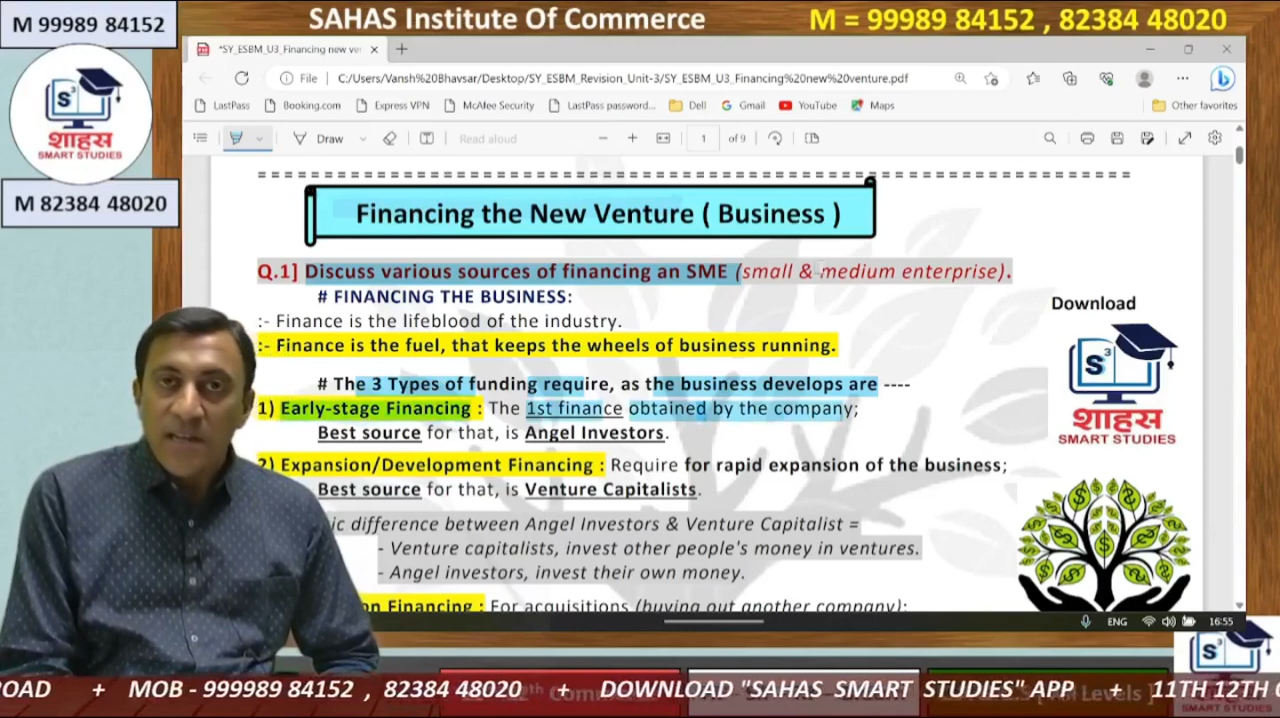 M 99989 84152
SAHAS Institute Of Commerce
M = 99989 84152 , 82384 48020
S³
शाहस
SMART STUDIES
M 82384 48020
*SY_ESBM_U3_Financing new ve
File
C:/Users/Vansh%20Bhavsar/Desktop/SY_ESBM_Revision_Unit-3/SY_ESBM_U3_Financing%20new%20venture.pdf
LastPass
Booking.com
Express VPN
McAfee Security
LastPass password...
Dell
Gmail
YouTube
Maps
Other favorites
Draw
Read aloud
1 of 9
Financing the New Venture ( Business )
Q.1] Discuss various sources of financing an SME (small & medium enterprise).
# FINANCING THE BUSINESS:
:- Finance is the lifeblood of the industry.
:- Finance is the fuel, that keeps the wheels of business running.
# The 3 Types of funding require, as the business develops are ----
1) Early-stage Financing : The 1st finance obtained by the company;
Best source for that, is Angel Investors.
2) Expansion/Development Financing : Require for rapid expansion of the business;
Best source for that, is Venture Capitalists.
difference between Angel Investors & Venture Capitalist =
- Venture capitalists, invest other people's money in ventures.
- Angel investors, invest their own money.
Financing : For acquisitions (buying out another company);
Download
S³
शाहस
SMART STUDIES
ENG
16:55
S³
OAD + MOB - 999989 84152 , 82384 48020 + DOWNLOAD "SAHAS SMART STUDIES" APP + 11TH 12TH